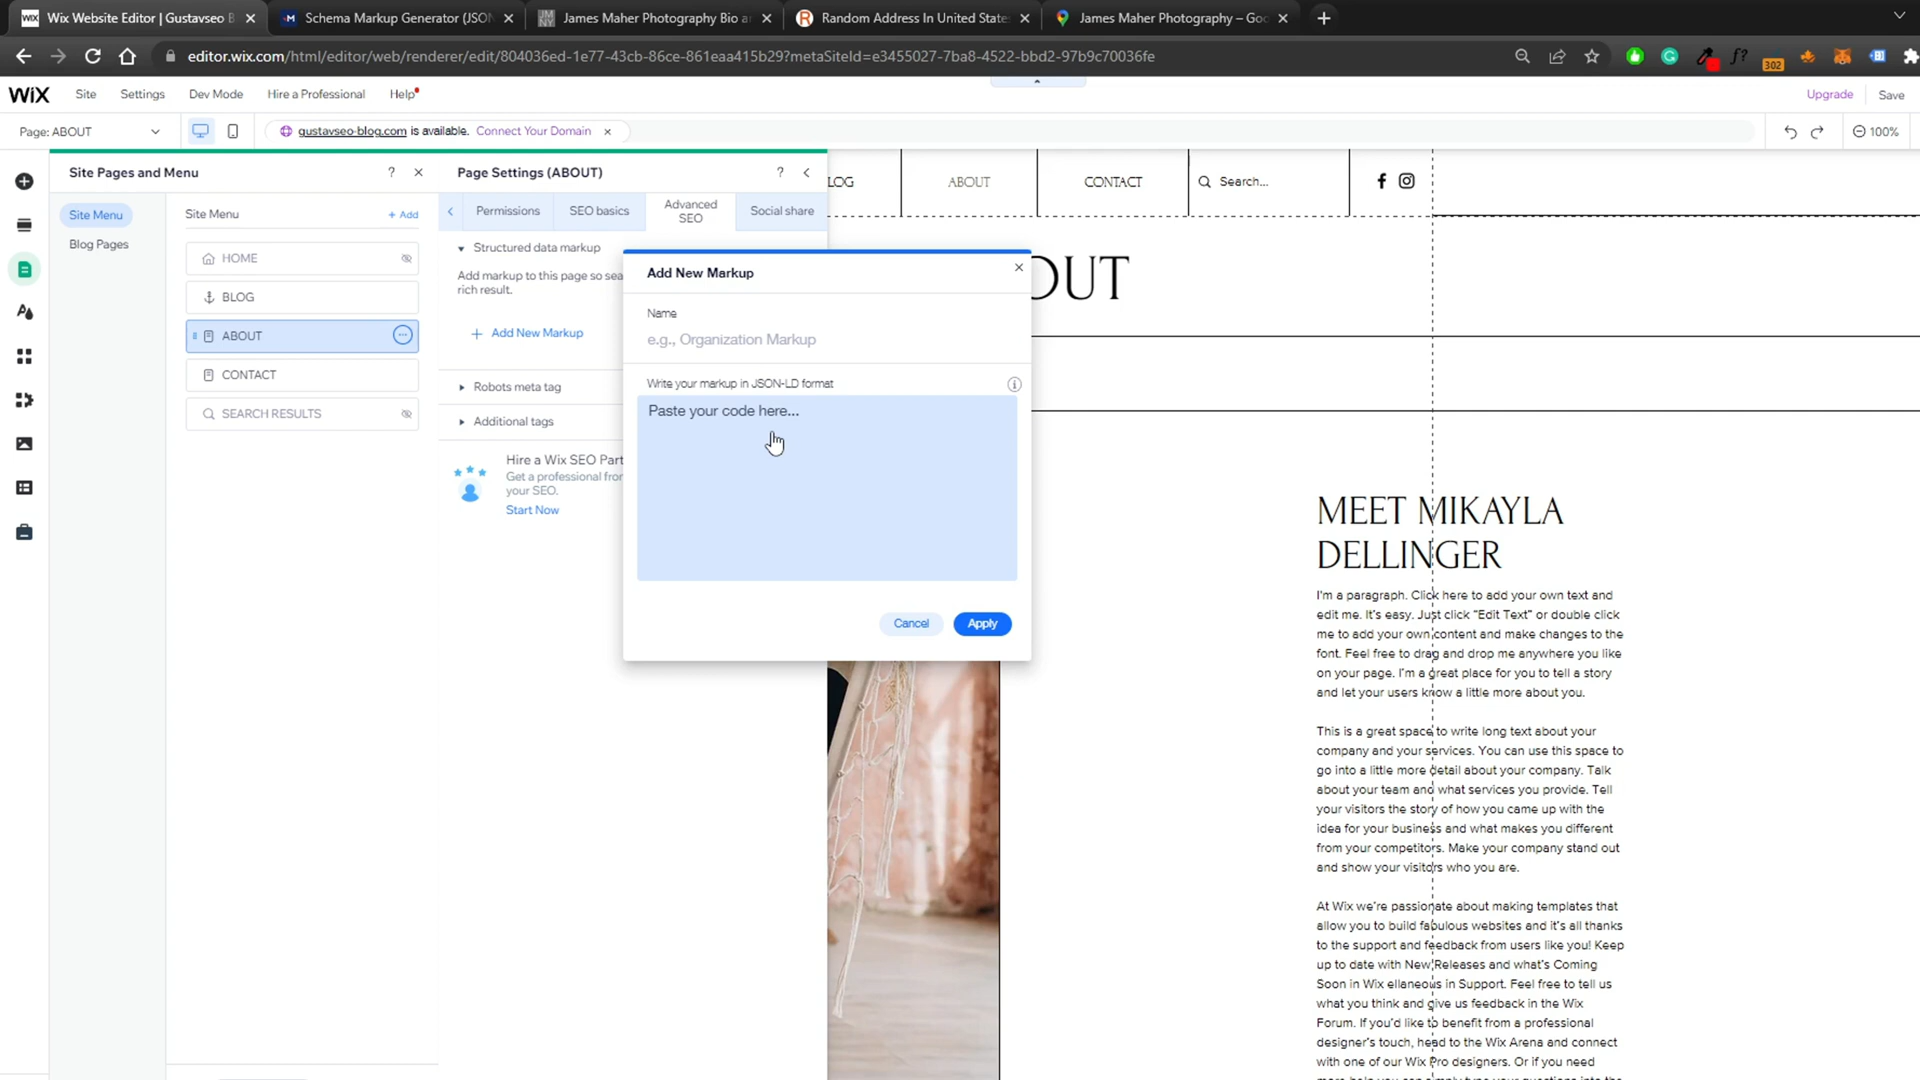 Wix Website Editor | Gustavseo B
Schema Markup Generator (JSON
James Maher Photography Bio a
Random Address In United State
James Maher Photography – Goo
editor.wix.com/html/editor/web/renderer/edit/804036ed-1e77-43cb-86ce-861eaa415b29?metaSiteId=e3455027-7ba8-4522-bbd2-97b9c70036fe
302
WiX
Site
Settings
Dev Mode
Hire a Professional
Help
Upgrade
Save
Page: ABOUT
gustavseo-blog.com is available. Connect Your Domain
100%
Site Pages and Menu
?
Page Settings (ABOUT)
?
LOG
ABOUT
CONTACT
Search...
Site Menu
Blog Pages
Site Menu
+ Add
HOME
BLOG
ABOUT
CONTACT
SEARCH RESULTS
Permissions
SEO basics
Advanced
SEO
Social share
Structured data markup
Add markup to this page so sea
rich result.
+ Add New Markup
Robots meta tag
Additional tags
Hire a Wix SEO Part
Get a professional fro
your SEO.
Start Now
Add New Markup
Name
e.g., Organization Markup
Write your markup in JSON-LD format
Paste your code here...
Cancel
Apply
OUT
MEET MIKAYLA
DELLINGER
I'm a paragraph. Click here to add your own text and
edit me. It's easy. Just click "Edit Text" or double click
me to add your own content and make changes to the
font. Feel free to drag and drop me anywhere you like
on your page. I'm a great place for you to tell a story
and let your users know a little more about you.
This is a great space to write long text about your
company and your services. You can use this space to
go into a little more detail about your company. Talk
about your team and what services you provide. Tell
your visitors the story of how you came up with the
idea for your business and what makes you different
from your competitors. Make your company stand out
and show your visitors who you are.
At Wix we're passionate about making templates that
allow you to build fabulous websites and it's all thanks
to the support and feedback from users like you! Keep
up to date with New Releases and what's Coming
Soon in Wix ellaneous in Support. Feel free to tell us
what you think and give us feedback in the Wix
Forum. If you'd like to benefit from a professional
designer's touch, head to the Wix Arena and connect
with one of our Wix Pro designers. Or if you need
more help you can simply type your questions into the